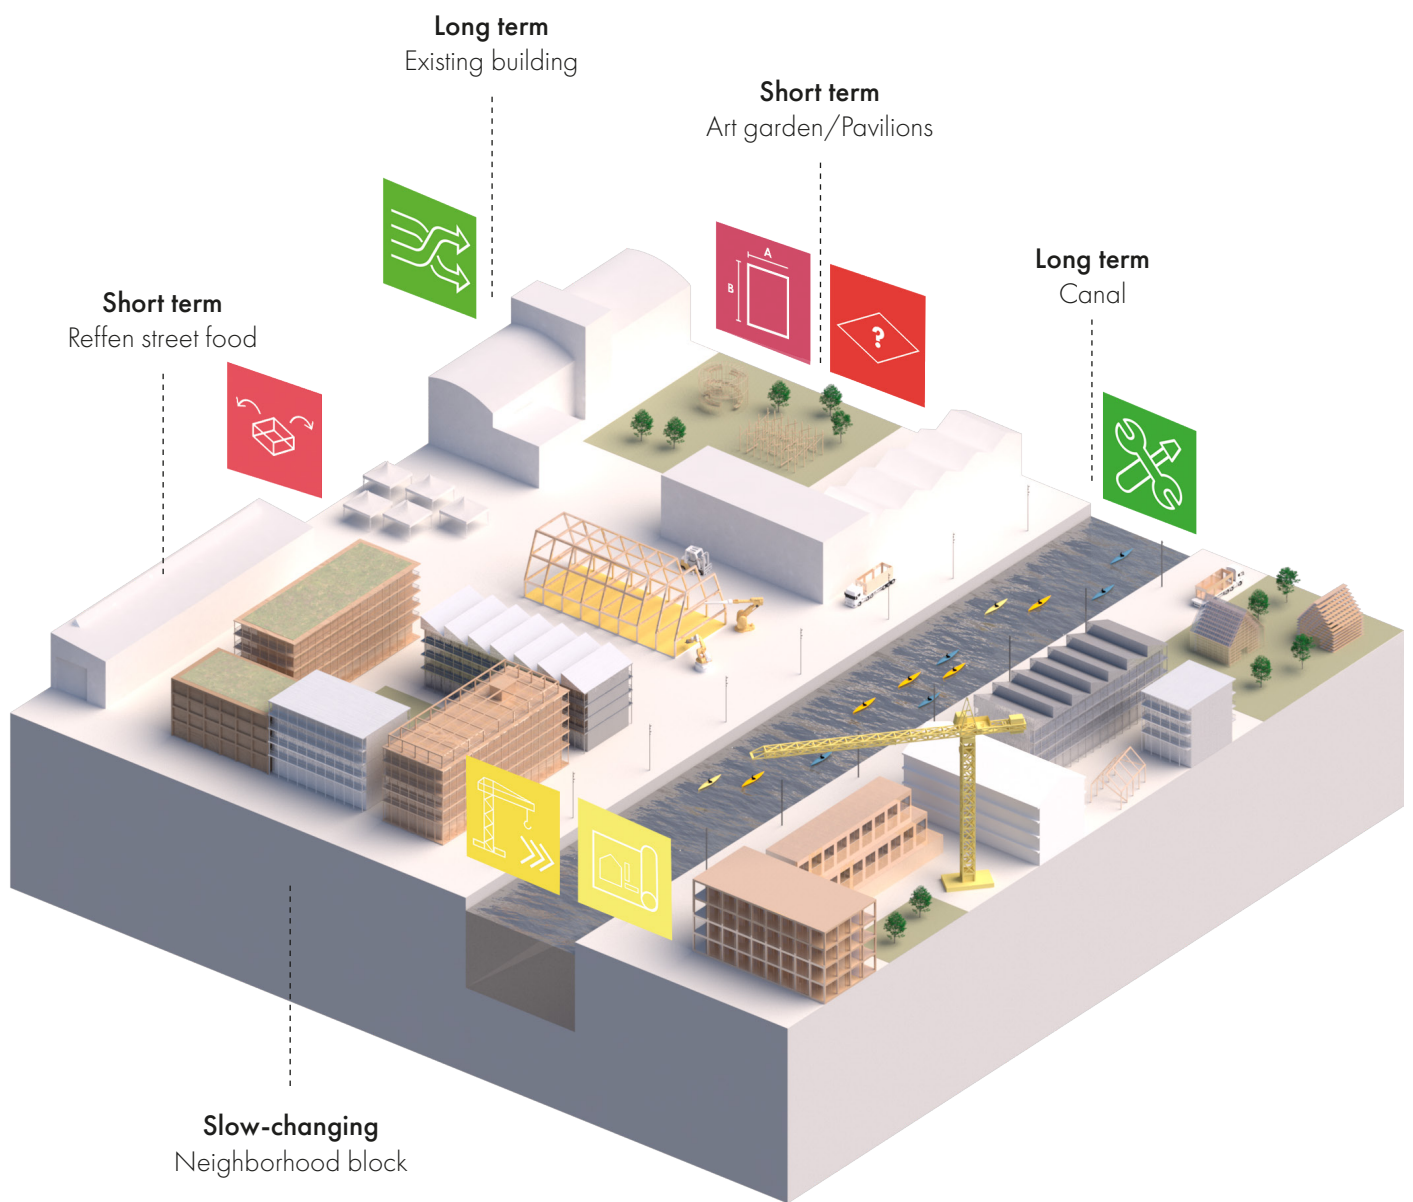 Long term
Existing building
Short term
Art garden/Pavilions
A
B
?
Long term
Canal
Short term
Reffen street food
Slow-changing
Neighborhood block